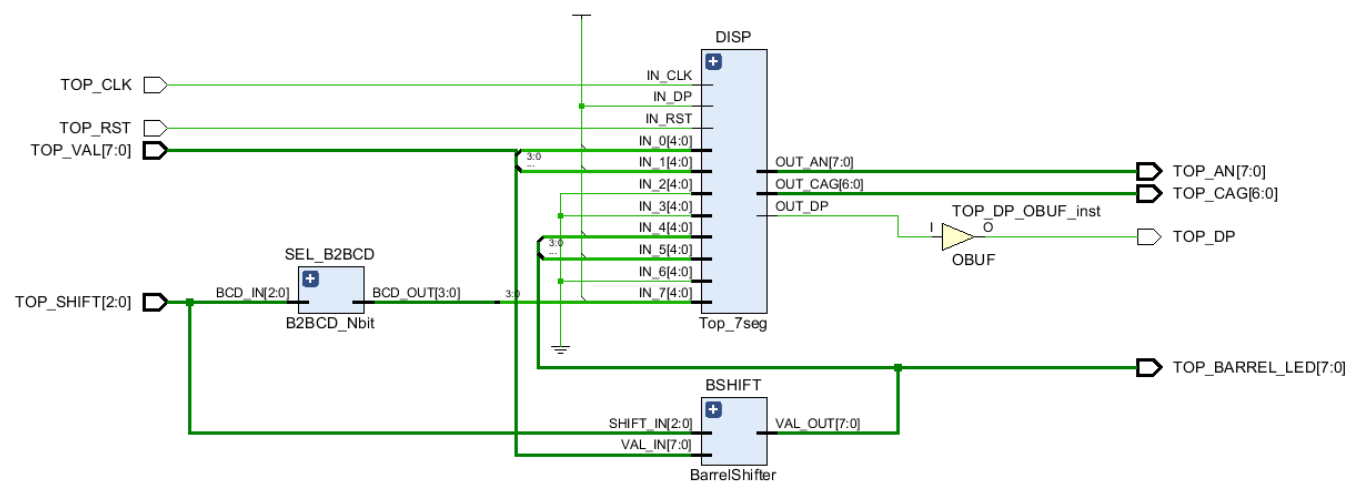 DISP
TOP_CLK
IN_CLK
IN_DP
TOP_RST
IN_RST
TOP_VAL[7:0]
IN_0[4:0]
3:0
...
IN_1[4:0]
OUT_AN[7:0]
TOP_AN[7:0]
IN_2[4:0]
OUT_CAG[6:0]
TOP_CAG[6:0]
IN_3[4:0]
OUT_DP
TOP_DP_OBUF_inst
IN_4[4:0]
3:0
...
I
O
TOP_DP
IN_5[4:0]
OBUF
SEL_B2BCD
IN_6[4:0]
TOP_SHIFT[2:0]
BCD_IN[2:0]
BCD_OUT[3:0]
3:0
IN_7[4:0]
B2BCD_Nbit
Top_7seg
TOP_BARREL_LED[7:0]
BSHIFT
SHIFT_IN[2:0]
VAL_OUT[7:0]
VAL_IN[7:0]
BarrelShifter